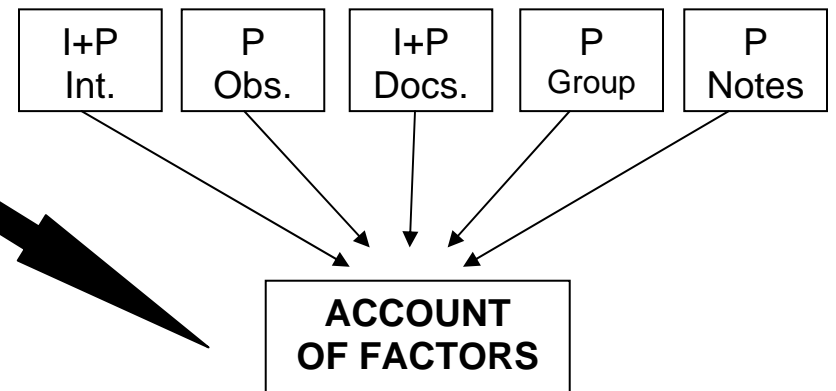 I+P
Int.
P
Obs.
I+P
Docs.
P
Group
P
Notes
ACCOUNT
OF FACTORS